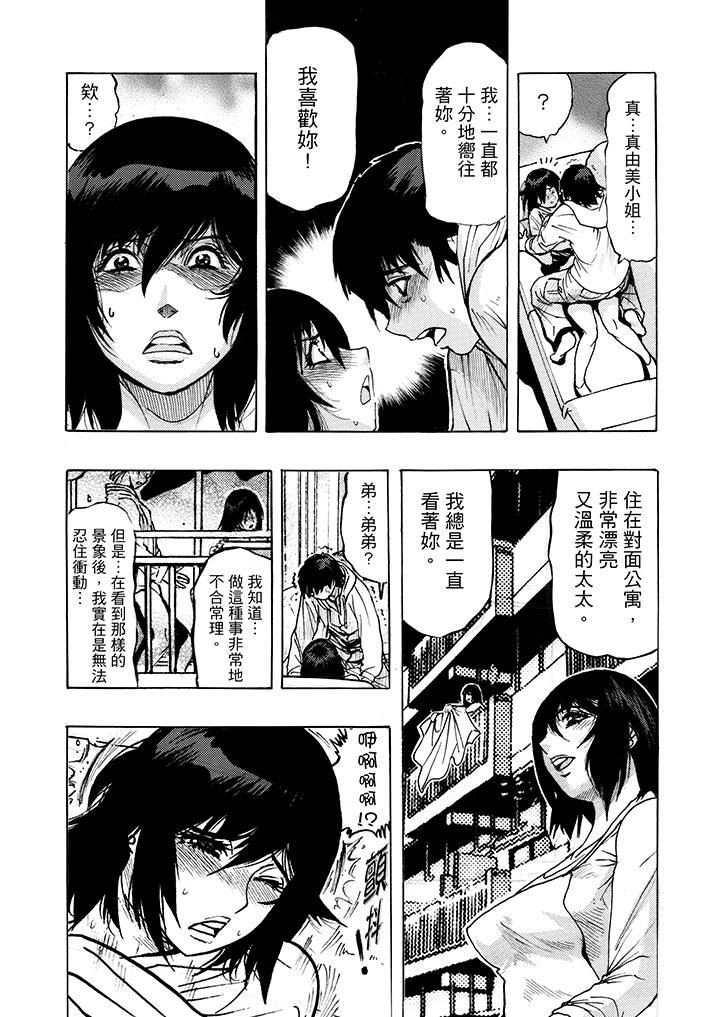 真…真由美小姐…
？
我…一直都
十分地嚮往
著妳。
我喜歡妳！
欸…？
住在對面公寓，
非常漂亮
又溫柔的太太。
我總是一直
看著妳。
弟…弟弟？
我知道…
做這種事非常地
不合常理。
但是…在看到那樣的
景象後，我實在是無法
忍住衝動…
咿啊啊啊!?
顫抖！